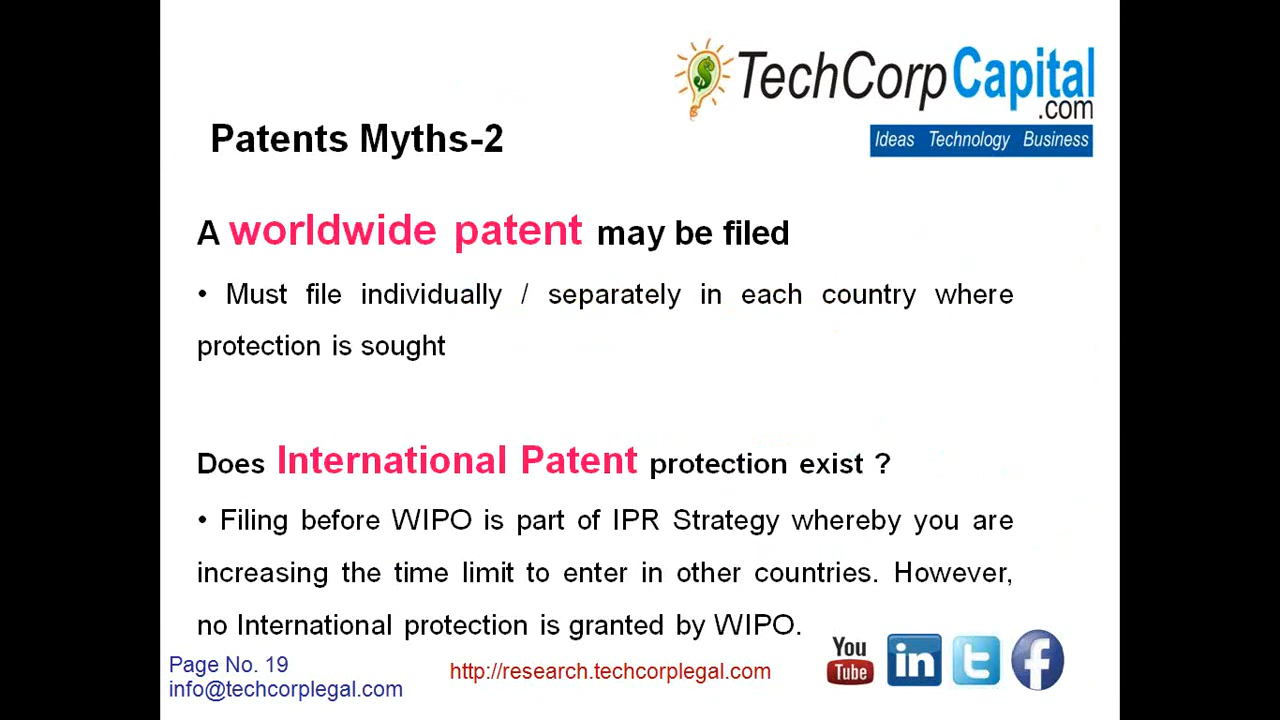 TechCorpCapital
.com
Ideas Technology Business
Patents Myths-2
A worldwide patent may be filed
• Must file individually / separately in each country where
protection is sought
Does International Patent protection exist ?
• Filing before WIPO is part of IPR Strategy whereby you are
increasing the time limit to enter in other countries. However,
no International protection is granted by WIPO.
Page No. 19
info@techcorplegal.com
http://research.techcorplegal.com
You
Tube
in
t
f